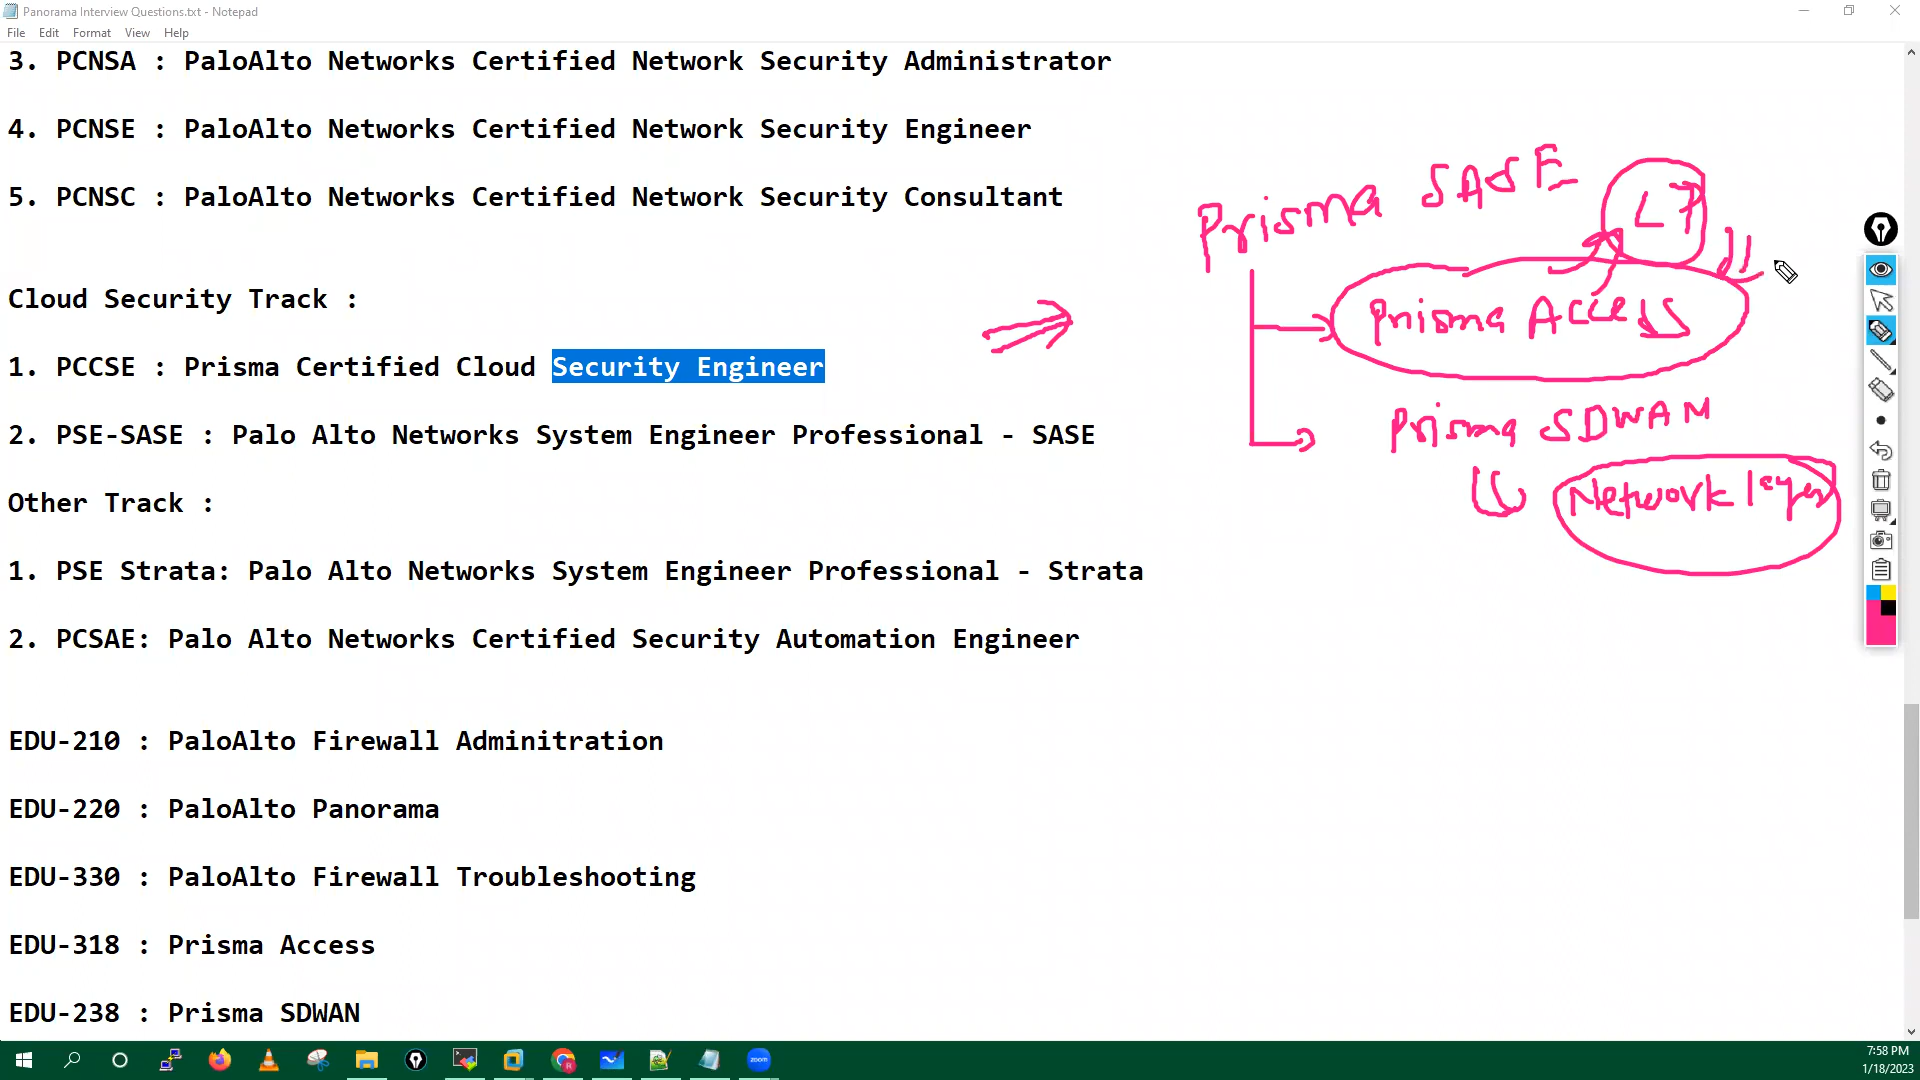 Panorama Interview Questions.txt - Notepad
File Edit Format View Help
3. PCNSA : PaloAlto Networks Certified Network Security Administrator
4. PCNSE : PaloAlto Networks Certified Network Security Engineer
5. PCNSC : PaloAlto Networks Certified Network Security Consultant
Cloud Security Track :
1. PCCSE : Prisma Certified Cloud Security Engineer
2. PSE-SASE : Palo Alto Networks System Engineer Professional - SASE
Other Track :
1. PSE Strata: Palo Alto Networks System Engineer Professional - Strata
2. PCSAE: Palo Alto Networks Certified Security Automation Engineer
EDU-210 : PaloAlto Firewall Adminitration
EDU-220 : PaloAlto Panorama
EDU-330 : PaloAlto Firewall Troubleshooting
EDU-318 : Prisma Access
EDU-238 : Prisma SDWAN
Prisma SASE
L7
Prisma Access
Prisma SDWAN
Network layer
zoom
7:58 PM
1/18/2023